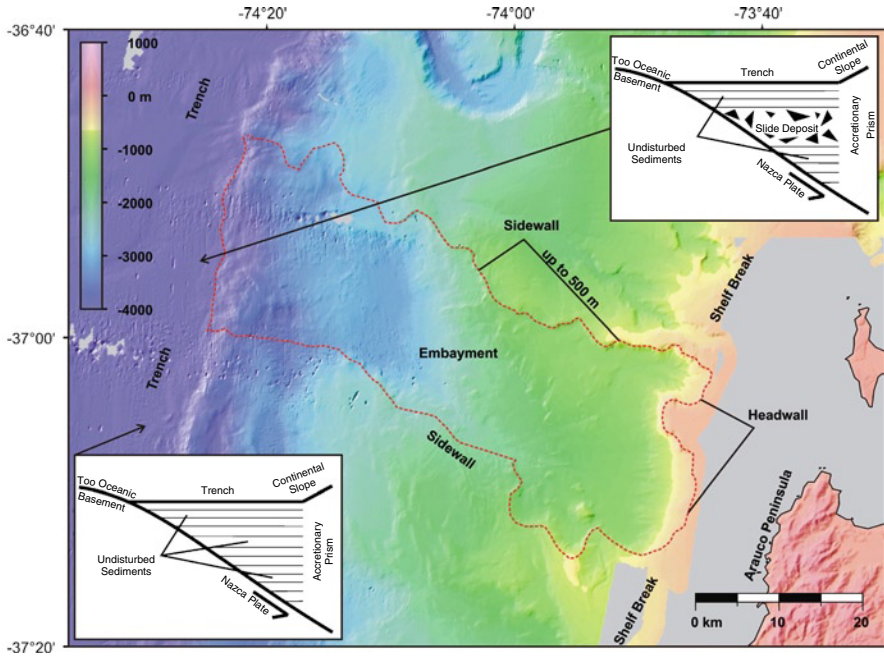 -74°20'
-74°00'
-73°40'
-36°40'
-37°00'
-37°20'
1000
0 m
-1000
-2000
-3000
-4000
Trench
Too Oceanic
Basement
Trench
Continental
Slope
Slide Deposit
Accretionary
Prism
Undisturbed
Sediments
Nazca Plate
Sidewall
up to 500 m
Shelf Break
Embayment
Trench
Headwall
Sidewall
Too Oceanic
Basement
Trench
Continental
Slope
Undisturbed
Sediments
Accretionary
Prism
Nazca Plate
Arauco Peninsula
Shelf Break
0 km
10
20